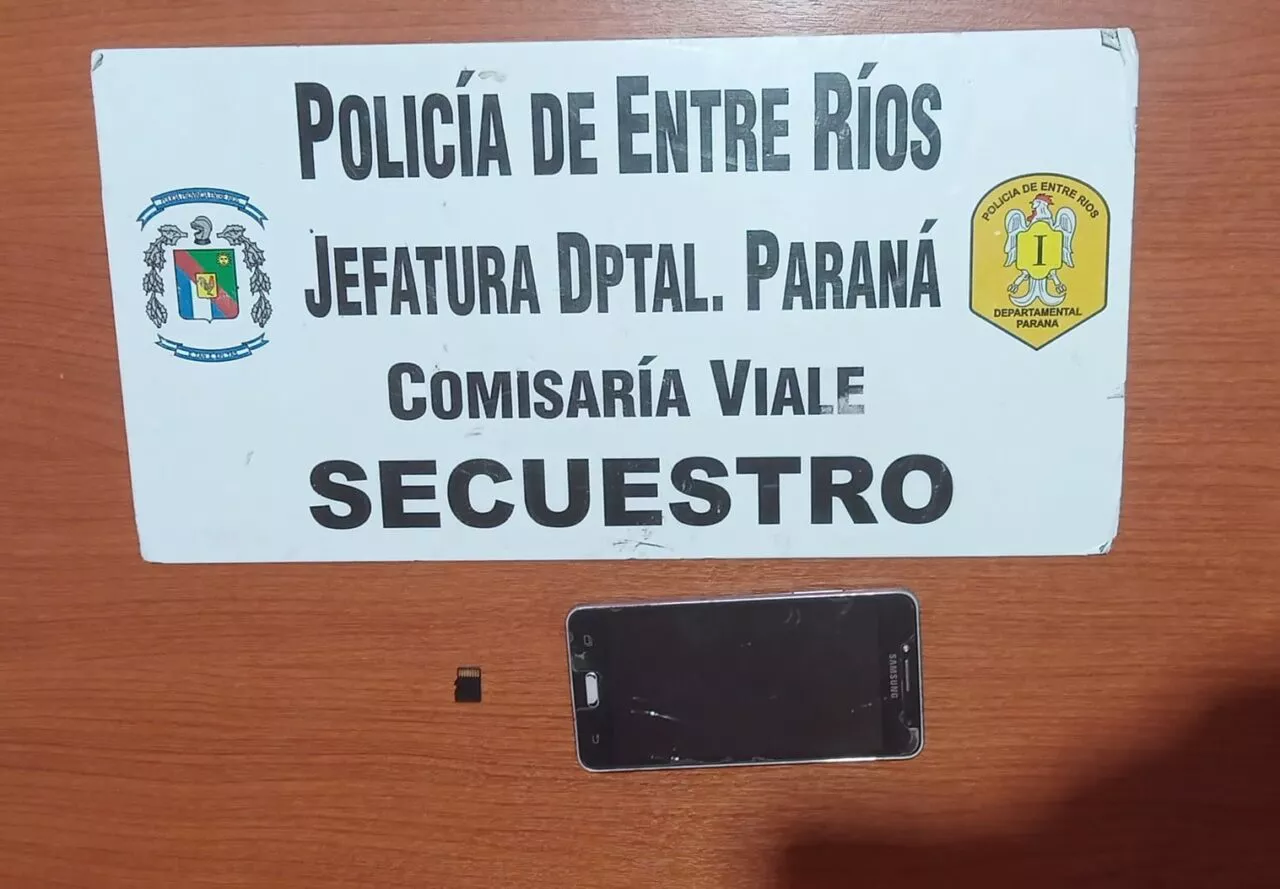 POLICÍA DE ENTRE RÍOS
JEFATURA DPTAL. PARANÁ
COMISARÍA VIALE
SECUESTRO
POLICIA DE ENTRE RIOS
I
DEPARTAMENTAL
PARANA
SAMSUNG